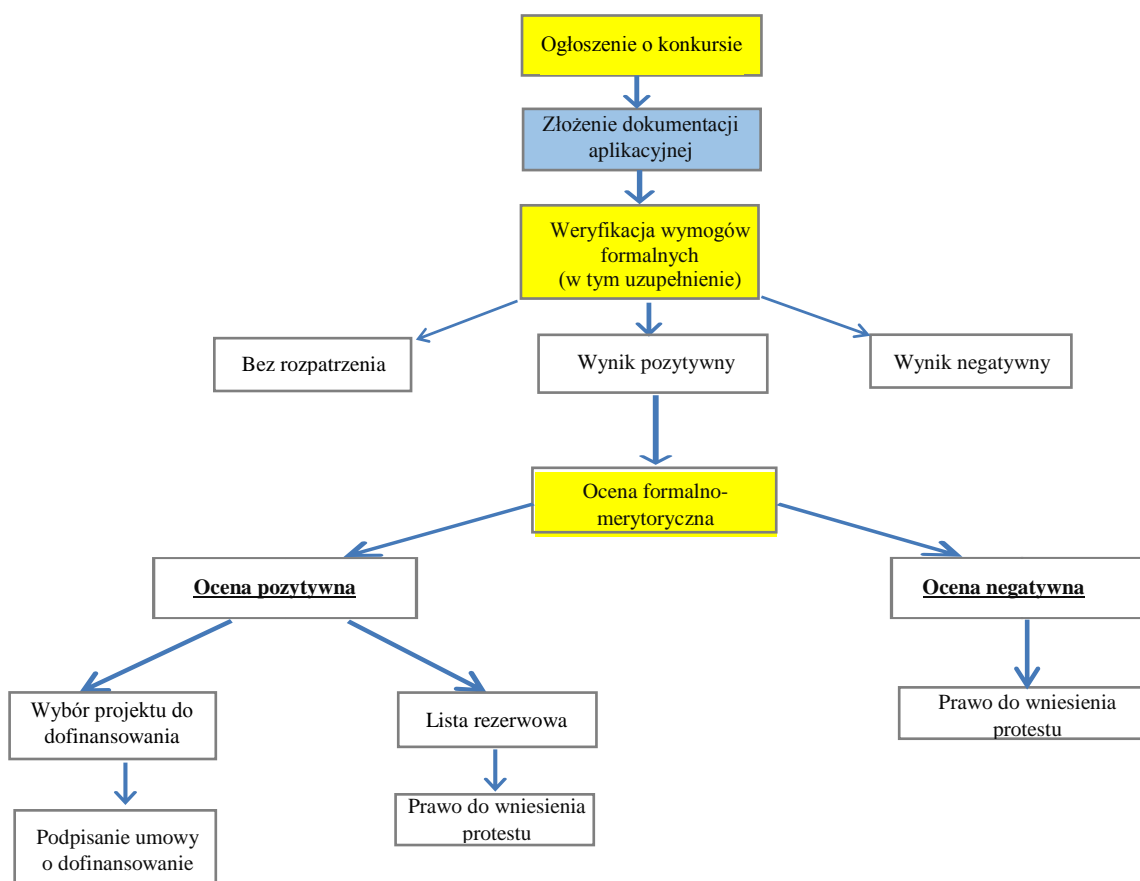 Ogłoszenie o konkursie
Złożenie dokumentacji
aplikacyjnej
Weryfikacja wymogów
formalnych
(w tym uzupełnienie)
Bez rozpatrzenia
Wynik pozytywny
Wynik negatywny
Ocena formalno-
merytoryczna
Ocena pozytywna
Ocena negatywna
Wybór projektu do
dofinansowania
Lista rezerwowa
Prawo do wniesienia
protestu
Podpisanie umowy
o dofinansowanie
Prawo do wniesienia
protestu